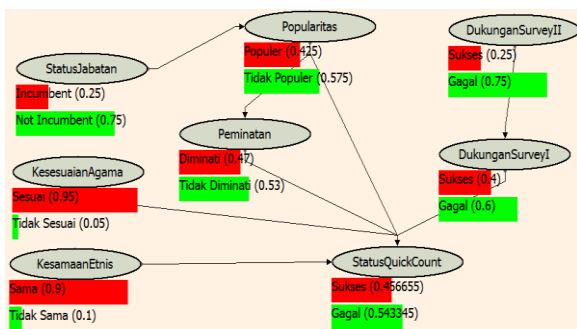 Popularitas
Populer (0.425)
Tidak Populer (0.575)
DukunganSurveyII
Sukses (0.25)
Gagal (0.75)
StatusJabatan
Incumbent (0.25)
Not Incumbent (0.75)
Peminatan
Diminati (0.47)
Tidak Diminati (0.53)
DukunganSurveyI
Sukses (0.4)
Gagal (0.6)
KesesuaianAgama
Sesuai (0.95)
Tidak Sesuai (0.05)
KesamaanEtnis
Sama (0.9)
Tidak Sama (0.1)
StatusQuickCount
Sukses (0.456655)
Gagal (0.543345)